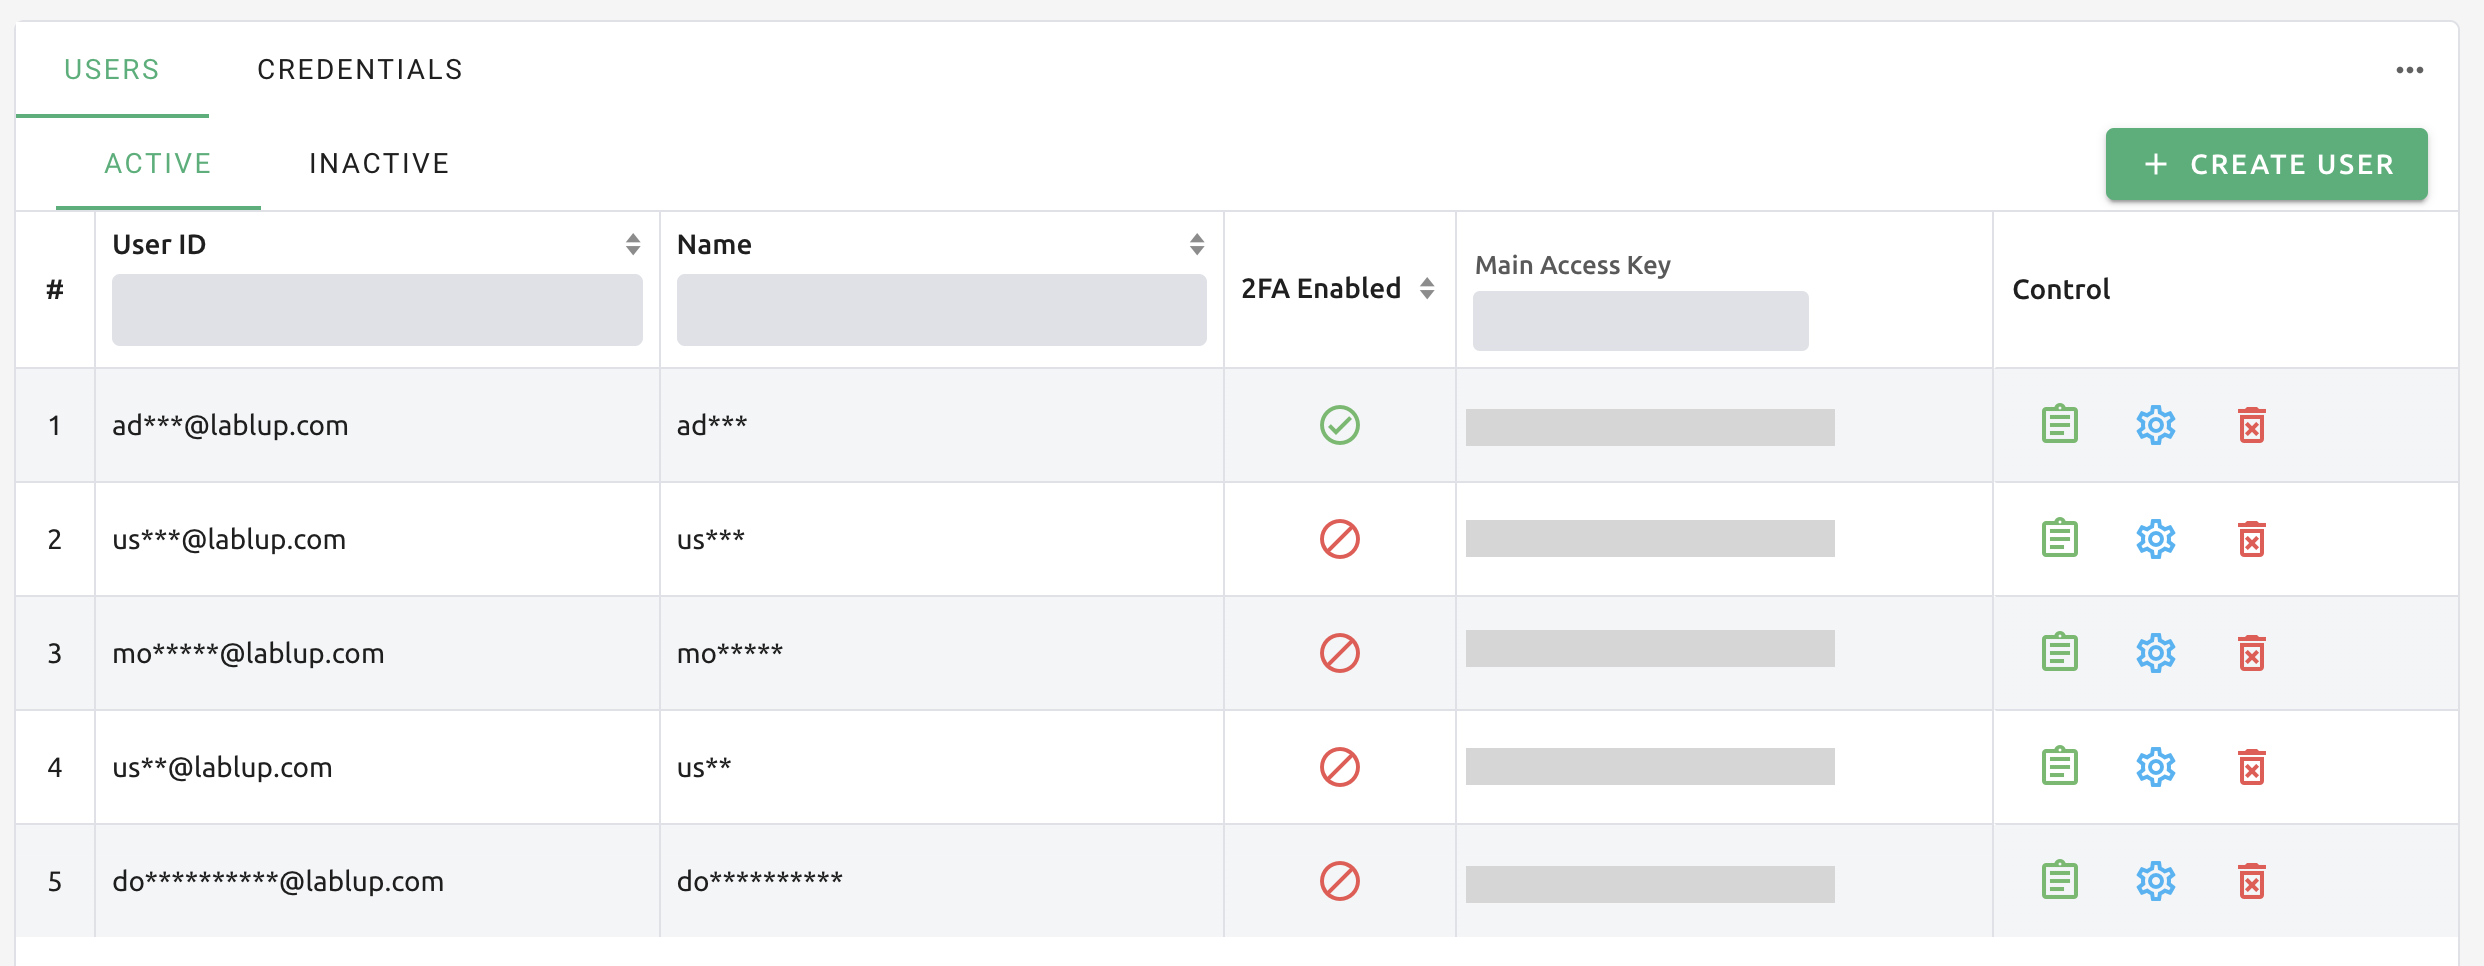 USERS CREDENTIALS
ACTIVE INACTIVE + CREATE USER
# User ID Name 2FA Enabled Main Access Key Control
1 ad***@lablup.com ad***
2 us***@lablup.com us***
3 mo*****@lablup.com mo*****
4 us**@lablup.com us**
5 do**********@lablup.com do**********